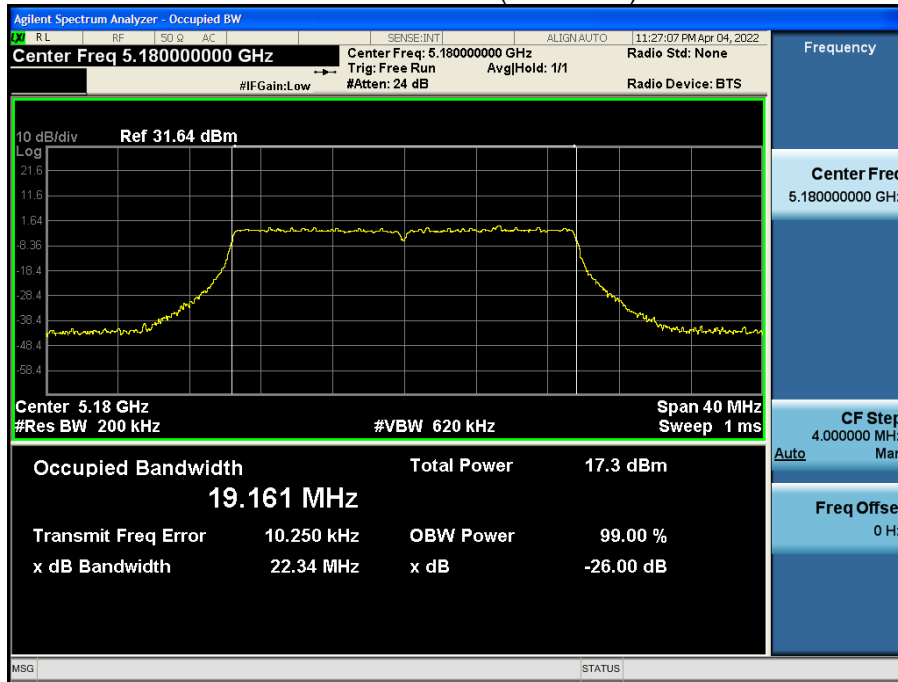 Agilent Spectrum Analyzer - Occupied BW
LXI RL RF 50 Ω AC SENSE:INT ALIGN AUTO 11:27:07 PM Apr 04, 2022
Center Freq 5.180000000 GHz
Center Freq: 5.180000000 GHz
Radio Std: None
Trig: Free Run Avg|Hold: 1/1
#IFGain:Low #Atten: 24 dB
Radio Device: BTS
10 dB/div Ref 31.64 dBm
Log
21.6
11.6
1.64
-8.36
-18.4
-28.4
-38.4
-48.4
-58.4
Center 5.18 GHz Span 40 MHz
#Res BW 200 kHz #VBW 620 kHz Sweep 1 ms
Occupied Bandwidth Total Power 17.3 dBm
19.161 MHz
Transmit Freq Error 10.250 kHz OBW Power 99.00 %
x dB Bandwidth 22.34 MHz x dB -26.00 dB
MSG STATUS
Frequency
Center Freq
5.180000000 GH
CF Step
4.000000 MH
Auto Man
Freq Offse
0 H